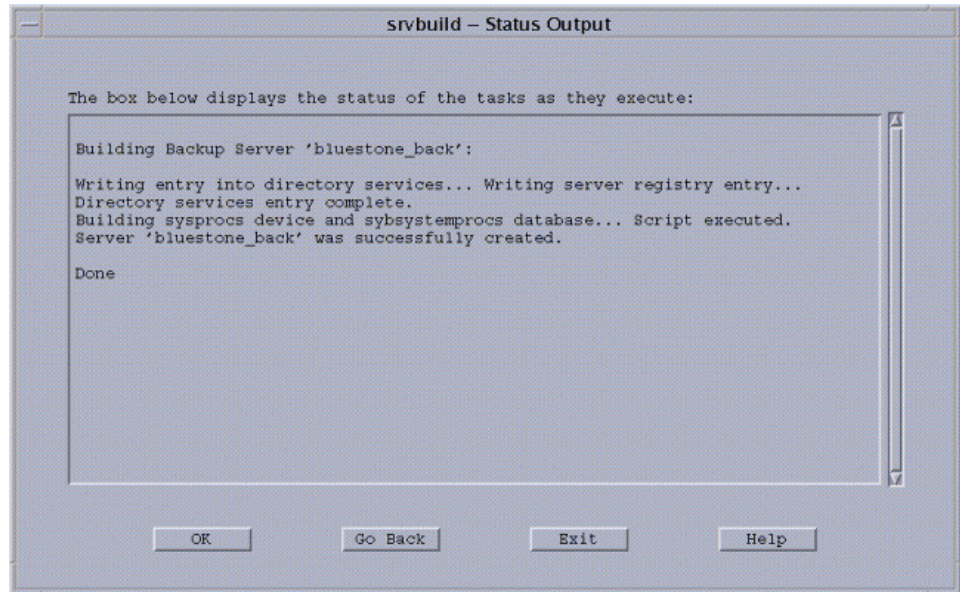 srvbuild – Status Output
The box below displays the status of the tasks as they execute:
Building Backup Server 'bluestone_back':
Writing entry into directory services... Writing server registry entry...
Directory services entry complete.
Building sysprocs device and sybsystemprocs database... Script executed.
Server 'bluestone_back' was successfully created.
Done
OK Go Back Exit Help